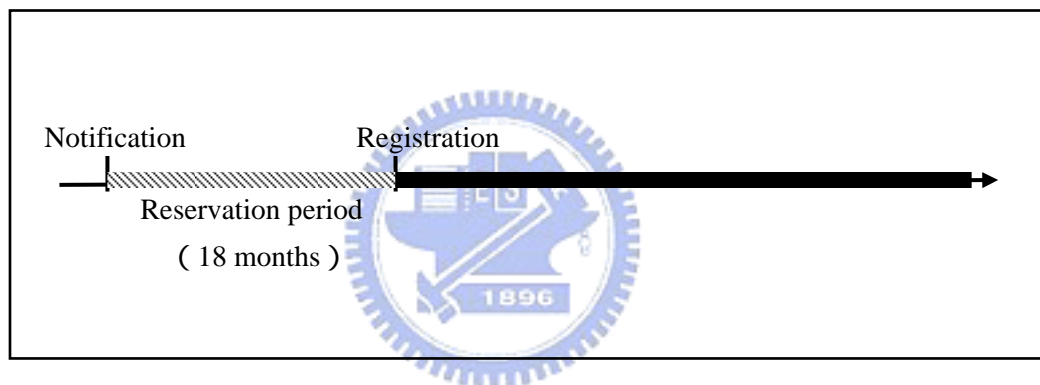 Notification
Registration
Reservation period
( 18 months )
1896